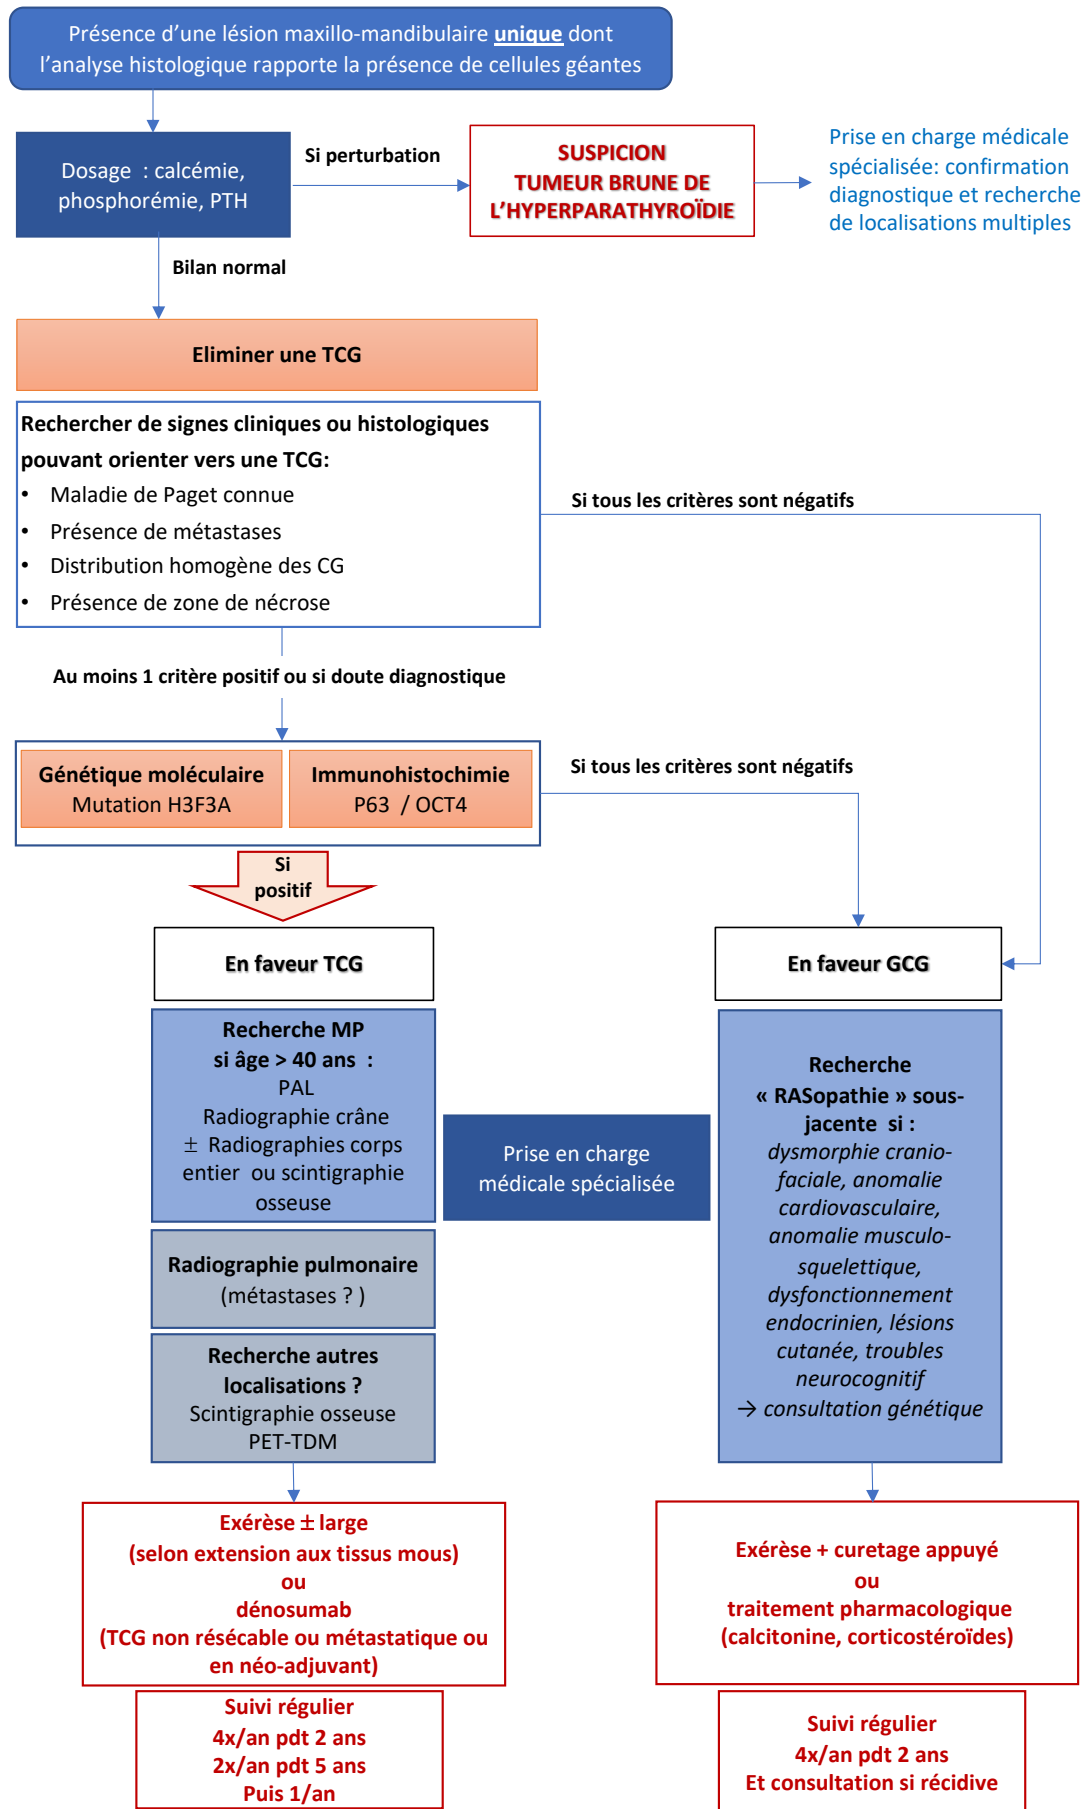 Présence d’une lésion maxillo-mandibulaire unique dont
l’analyse histologique rapporte la présence de cellules géantes
Dosage : calcémie,
phosphorémie, PTH
Si perturbation
SUSPICION
TUMEUR BRUNE DE
L’HYPERPARATHYROÏDIE
Prise en charge médicale
spécialisée: confirmation
diagnostique et recherche
de localisations multiples
Bilan normal
Eliminer une TCG
Rechercher de signes cliniques ou histologiques
pouvant orienter vers une TCG:
• Maladie de Paget connue
• Présence de métastases
• Distribution homogène des CG
• Présence de zone de nécrose
Si tous les critères sont négatifs
Au moins 1 critère positif ou si doute diagnostique
Génétique moléculaire
Mutation H3F3A
Immunohistochimie
P63 / OCT4
Si tous les critères sont négatifs
Si
positif
En faveur TCG
En faveur GCG
Recherche MP
si âge > 40 ans :
PAL
Radiographie crâne
± Radiographies corps
entier ou scintigraphie
osseuse
Radiographie pulmonaire
(métastases ? )
Recherche autres
localisations ?
Scintigraphie osseuse
PET-TDM
Prise en charge
médicale spécialisée
Recherche
« RASopathie » sous-
jacente si :
dysmorphie cranio-
faciale, anomalie
cardiovasculaire,
anomalie musculo-
squelettique,
dysfonctionnement
endocrinien, lésions
cutanée, troubles
neurocognitif
→ consultation génétique
Exérèse ± large
(selon extension aux tissus mous)
ou
dénosumab
(TCG non résécable ou métastatique ou
en néo-adjuvant)
Suivi régulier
4x/an pdt 2 ans
2x/an pdt 5 ans
Puis 1/an
Exérèse + curetage appuyé
ou
traitement pharmacologique
(calcitonine, corticostéroïdes)
Suivi régulier
4x/an pdt 2 ans
Et consultation si récidive